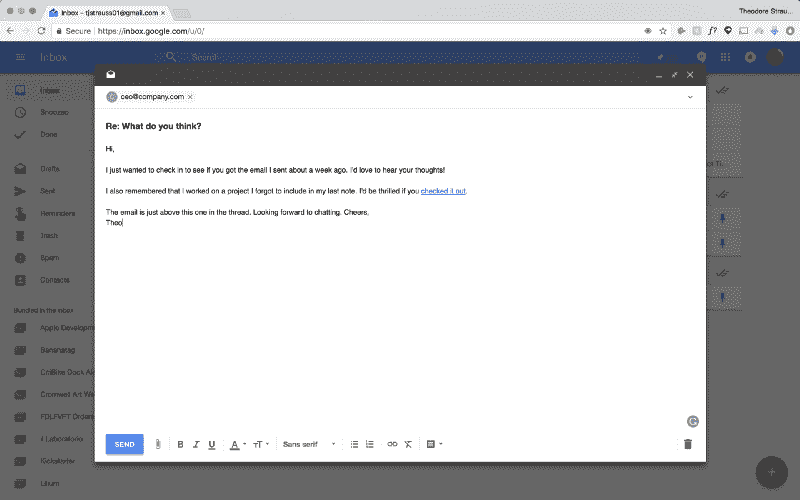 Inbox – tjstrauss01@gmail.com
Theodore Strau...
Secure https://inbox.google.com/u/0/
Inbox
Search
ceo@company.com
Re: What do you think?
Hi,
I just wanted to check in to see if you got the email I sent about a week ago. I'd love to hear your thoughts!
I also remembered that I worked on a project I forgot to include in my last note. I'd be thrilled if you checked it out.
The email is just above this one in the thread. Looking forward to chatting. Cheers,
Theo
Inbox
Snoozed
Done
Drafts
Sent
Reminders
Trash
Spam
Contacts
Bundled in the inbox
Apple Developm
Bananatag
CitiBike Dock Al
Cromwell Art Wa
Il Laboratorio
Kickstarter
SEND
B I U A TT Sans serif